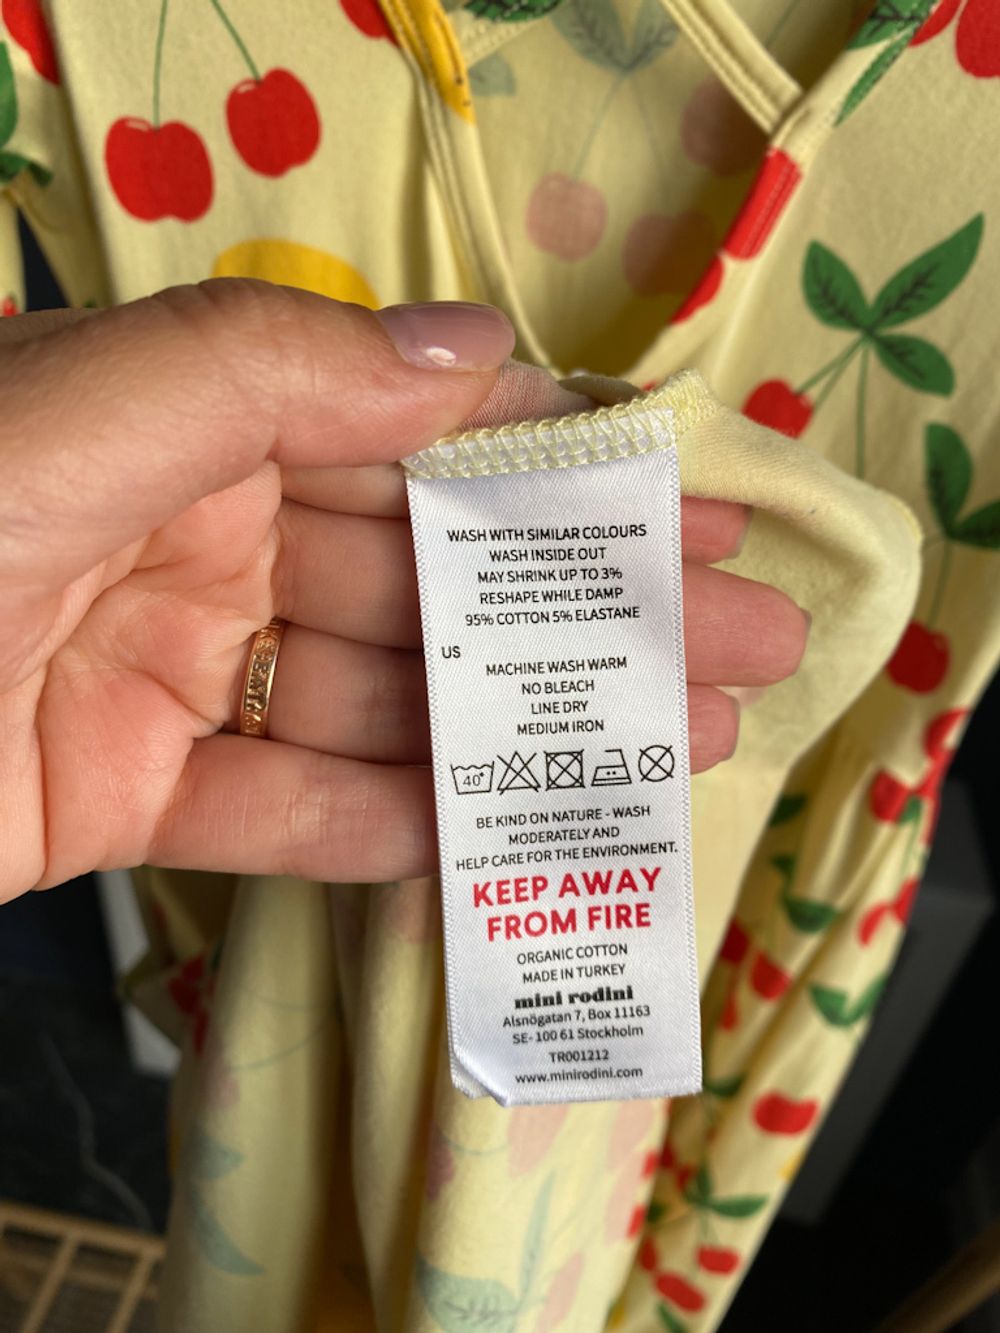 WASH WITH SIMILAR COLOURS
WASH INSIDE OUT
MAY SHRINK UP TO 3%
RESHAPE WHILE DAMP
95% COTTON 5% ELASTANE
US
MACHINE WASH WARM
NO BLEACH
LINE DRY
MEDIUM IRON
40°
BE KIND ON NATURE - WASH
MODERATELY AND
HELP CARE FOR THE ENVIRONMENT.
KEEP AWAY
FROM FIRE
ORGANIC COTTON
MADE IN TURKEY
mini rodini
Alsnögatan 7, Box 11163
SE- 100 61 Stockholm
TR001212
www.minirodini.com